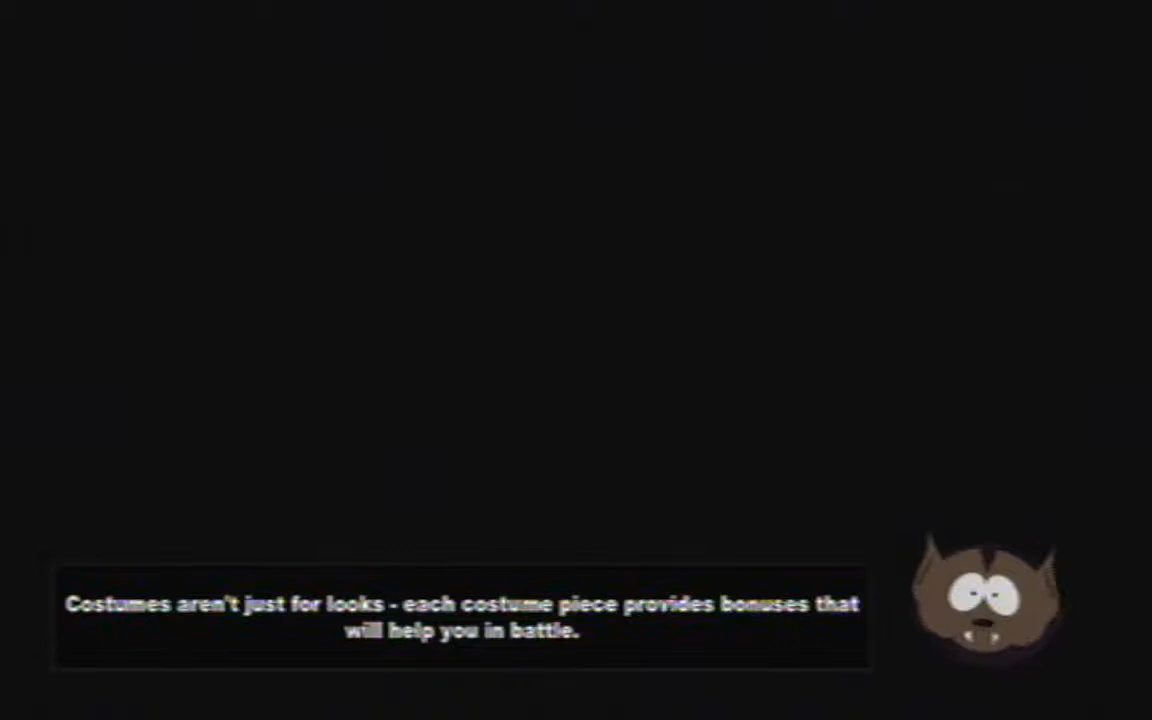 Costumes aren't just for looks - each costume piece provides bonuses that
will help you in battle.